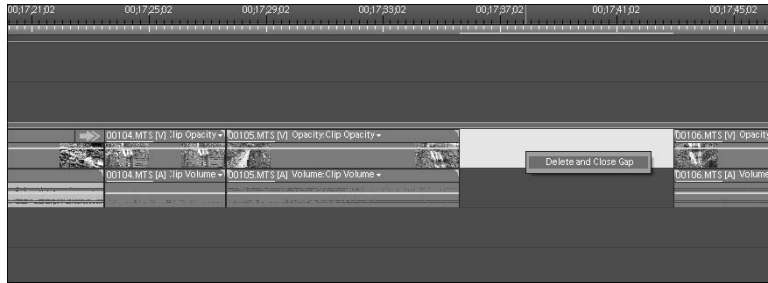 00;17;21;02 00;17;25;02 00;17;29;02 00;17;33;02 00;17;37;02 00;17;41;02 00;17;45;02
00104.MTS [V] :lip Opacity 00105.MTS [V] Opacity:Clip Opacity 00106.MTS [V] Opacity
Delete and Close Gap
00104.MTS [A] :lip Volume 00105.MTS [A] Volume:Clip Volume 00106.MTS [A] Volume